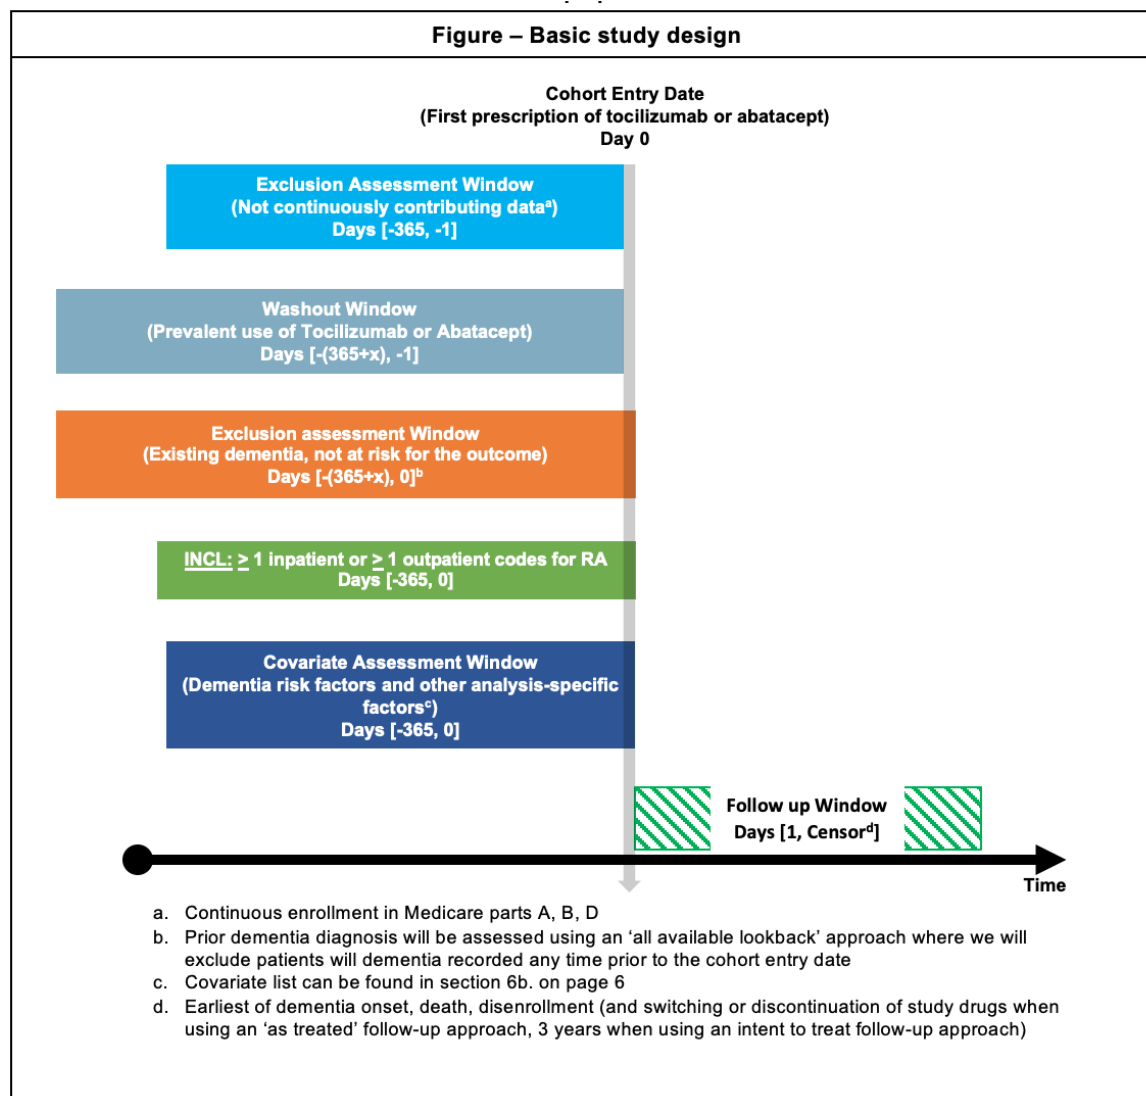 Figure – Basic study design
Cohort Entry Date
(First prescription of tocilizumab or abatacept)
Day 0
Exclusion Assessment Window
(Not continuously contributing dataᵃ)
Days [-365, -1]
Washout Window
(Prevalent use of Tocilizumab or Abatacept)
Days [-(365+x), -1]
Exclusion assessment Window
(Existing dementia, not at risk for the outcome)
Days [-(365+x), 0]ᵇ
INCL: > 1 inpatient or > 1 outpatient codes for RA
Days [-365, 0]
Covariate Assessment Window
(Dementia risk factors and other analysis-specific
factorsᶜ)
Days [-365, 0]
Follow up Window
Days [1, Censorᵈ]
Time
a. Continuous enrollment in Medicare parts A, B, D
b. Prior dementia diagnosis will be assessed using an ‘all available lookback’ approach where we will
exclude patients will dementia recorded any time prior to the cohort entry date
c. Covariate list can be found in section 6b. on page 6
d. Earliest of dementia onset, death, disenrollment (and switching or discontinuation of study drugs when
using an ‘as treated’ follow-up approach, 3 years when using an intent to treat follow-up approach)